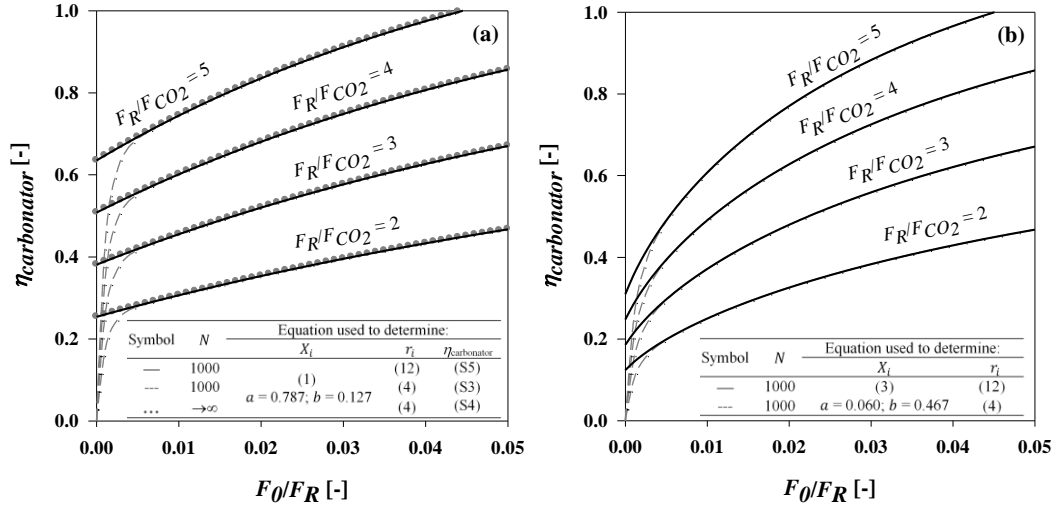 (a)
1.0
0.8
0.6
0.4
0.2
0.0
η_carbonator [-]
F_R/F_CO2 = 5
F_R/F_CO2 = 4
F_R/F_CO2 = 3
F_R/F_CO2 = 2
Equation used to determine:
Symbol N X_i r_i η_carbonator
— 1000 (1) (12) (S5)
--- 1000 a = 0.787; b = 0.127 (4) (S3)
... →∞ (4) (S4)
0.00 0.01 0.02 0.03 0.04 0.05
F_0/F_R [-]
(b)
1.0
0.8
0.6
0.4
0.2
0.0
η_carbonator [-]
F_R/F_CO2 = 5
F_R/F_CO2 = 4
F_R/F_CO2 = 3
F_R/F_CO2 = 2
Equation used to determine:
Symbol N X_i r_i
— 1000 (3) (12)
--- 1000 a = 0.060; b = 0.467 (4)
0.00 0.01 0.02 0.03 0.04 0.05
F_0/F_R [-]